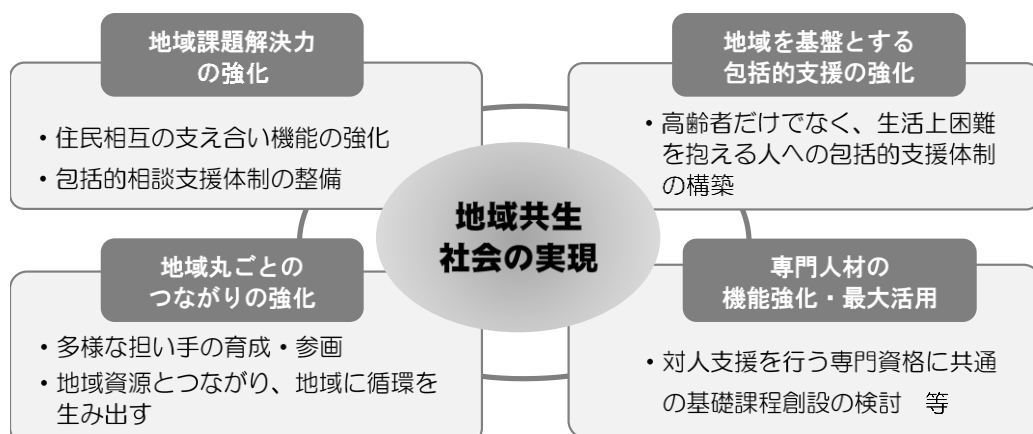 地域課題解決力
の強化
・住民相互の支え合い機能の強化
・包括的相談支援体制の整備
地域を基盤とする
包括的支援の強化
・高齢者だけでなく、生活上困難
を抱える人への包括的支援体制
の構築
地域共生
社会の実現
地域丸ごとの
つながりの強化
・多様な担い手の育成・参画
・地域資源とつながり、地域に循環を
生み出す
専門人材の
機能強化・最大活用
・対人支援を行う専門資格に共通
の基礎課程創設の検討　等